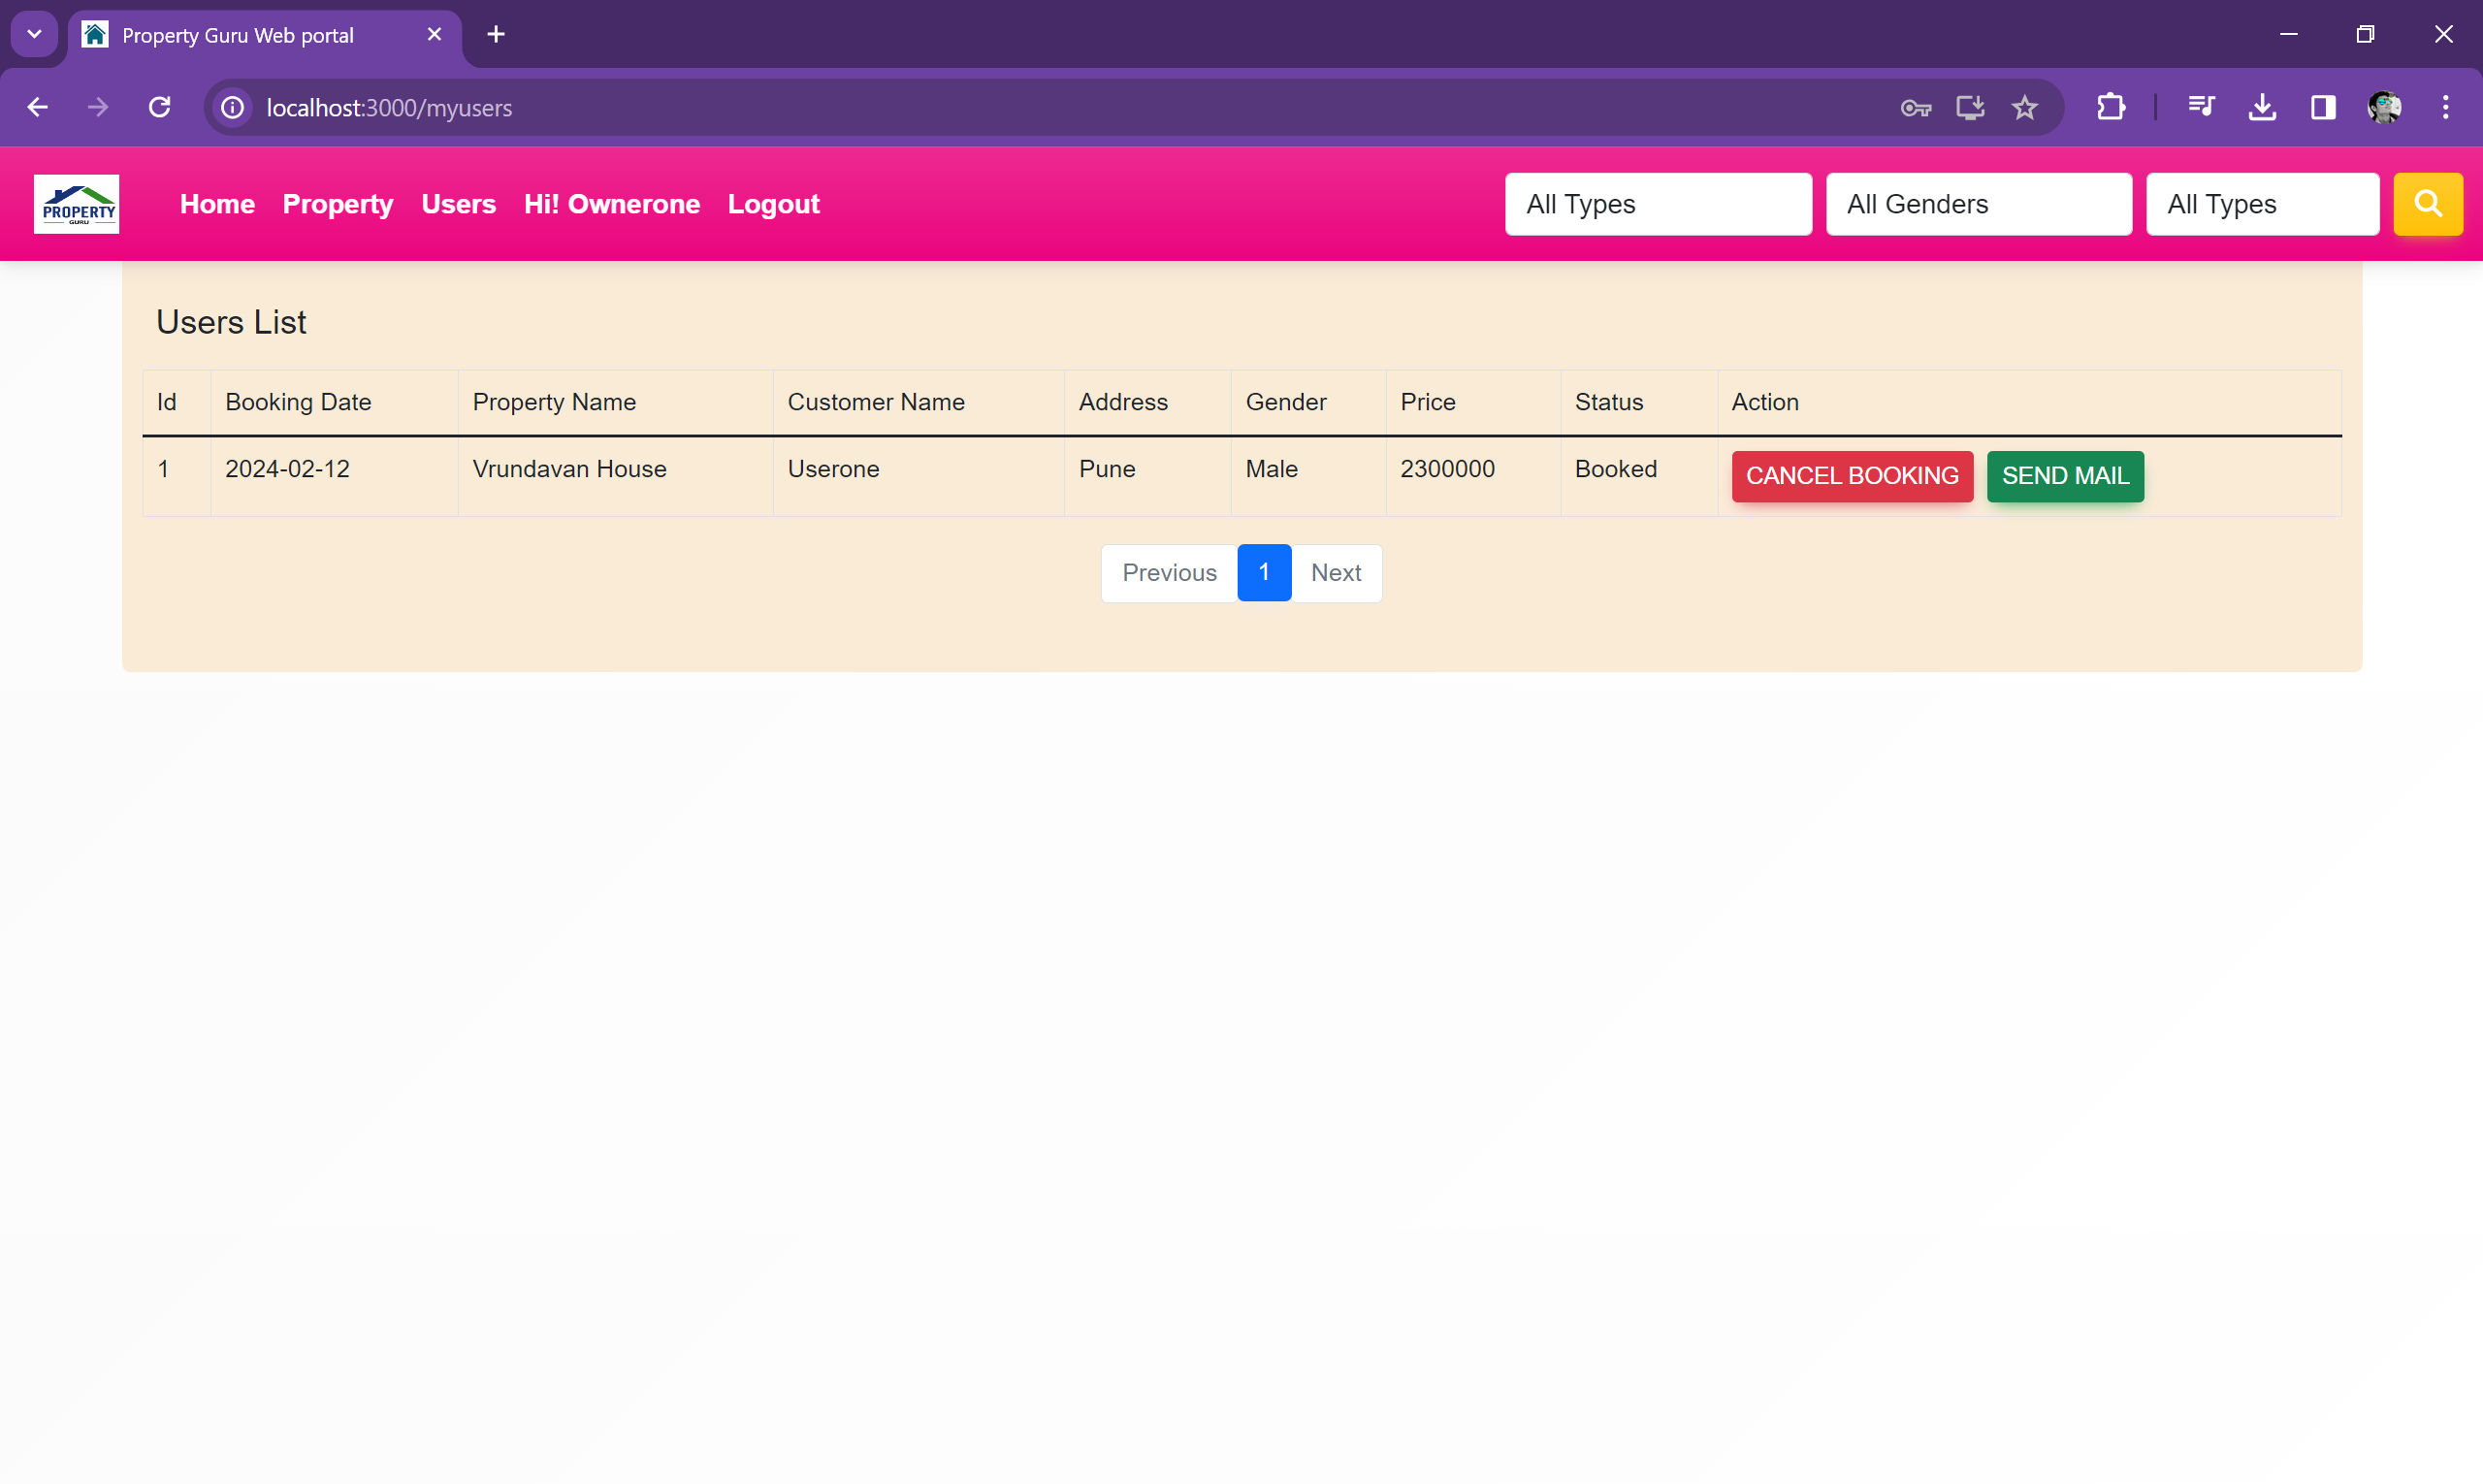 Property Guru Web portal
localhost:3000/myusers
PROPERTY
GURU
Home Property Users Hi! Ownerone Logout All Types All Genders All Types
Users List
Id Booking Date Property Name Customer Name Address Gender Price Status Action
1 2024-02-12 Vrundavan House Userone Pune Male 2300000 Booked CANCEL BOOKING SEND MAIL
Previous 1 Next